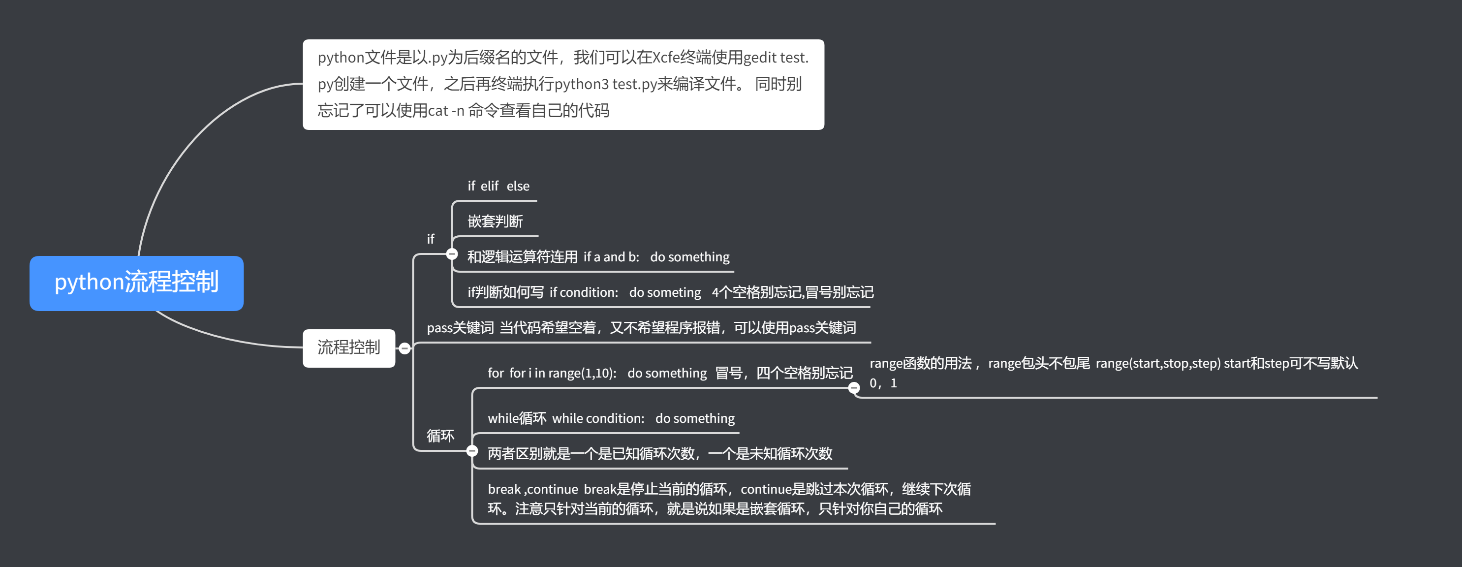 python文件是以.py为后缀名的文件，我们可以在Xcfe终端使用gedit test.
py创建一个文件，之后再终端执行python3 test.py来编译文件。 同时别
忘记了可以使用cat -n 命令查看自己的代码
python流程控制
流程控制
if
if elif else
嵌套判断
和逻辑运算符连用 if a and b: do something
if判断如何写 if condition: do someting 4个空格别忘记,冒号别忘记
pass关键词 当代码希望空着，又不希望程序报错，可以使用pass关键词
循环
for for i in range(1,10): do something 冒号，四个空格别忘记
range函数的用法 ，range包头不包尾 range(start,stop,step) start和step可不写默认
0，1
while循环 while condition: do something
两者区别就是一个是已知循环次数，一个是未知循环次数
break ,continue break是停止当前的循环，continue是跳过本次循环，继续下次循
环。注意只针对当前的循环，就是说如果是嵌套循环，只针对你自己的循环